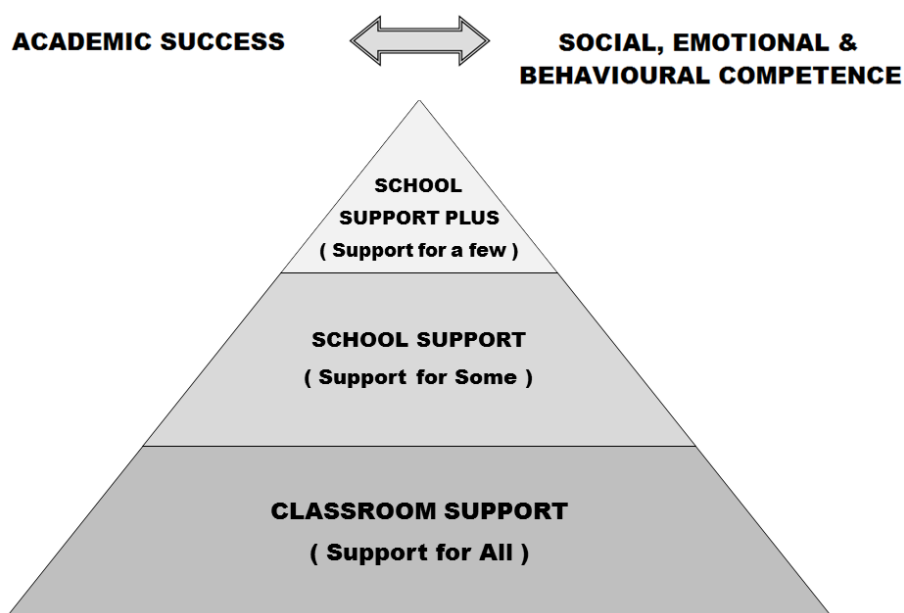 ACADEMIC SUCCESS
SOCIAL, EMOTIONAL &
BEHAVIOURAL COMPETENCE
SCHOOL
SUPPORT PLUS
( Support for a few )
SCHOOL SUPPORT
( Support for Some )
CLASSROOM SUPPORT
( Support for All )